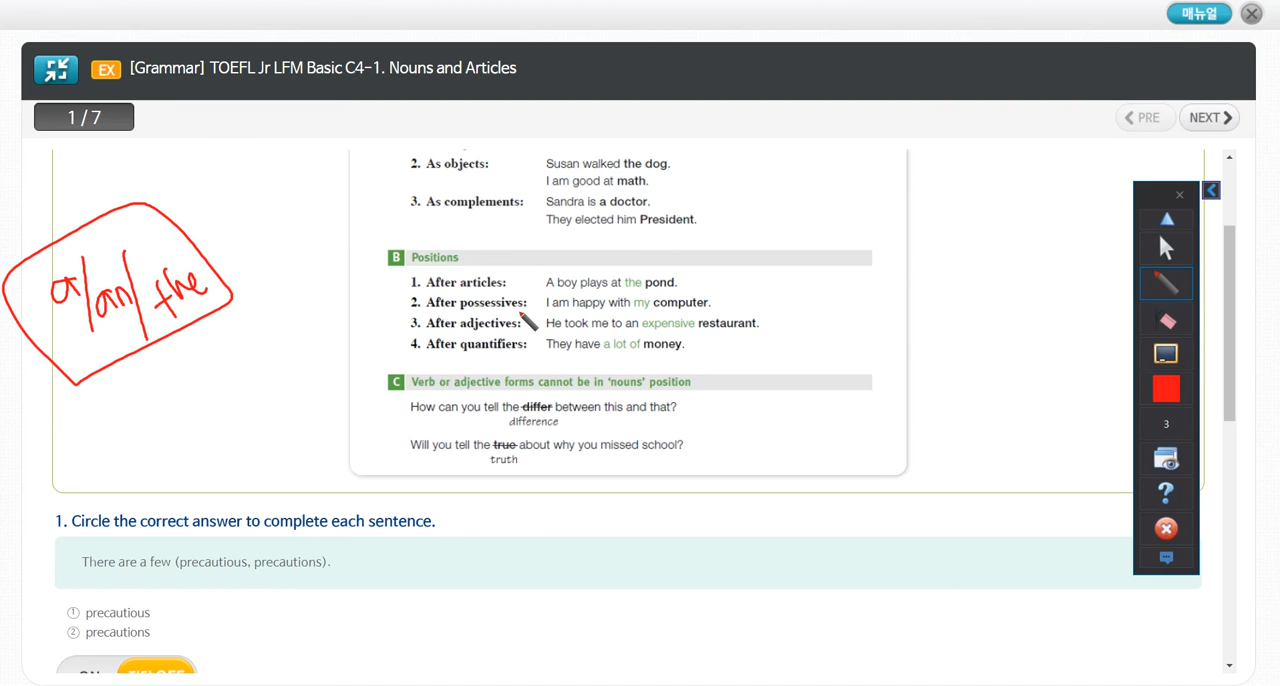 매뉴얼
EX [Grammar] TOEFL Jr LFM Basic C4-1. Nouns and Articles
1 / 7
PRE
NEXT
2. As objects: Susan walked the dog.
I am good at math.
3. As complements: Sandra is a doctor.
They elected him President.
B Positions
1. After articles: A boy plays at the pond.
2. After possessives: I am happy with my computer.
3. After adjectives: He took me to an expensive restaurant.
4. After quantifiers: They have a lot of money.
C Verb or adjective forms cannot be in 'nouns' position
How can you tell the differ between this and that?
difference
Will you tell the true about why you missed school?
truth
a/an/the
3
1. Circle the correct answer to complete each sentence.
There are a few (precautious, precautions).
① precautious
② precautions